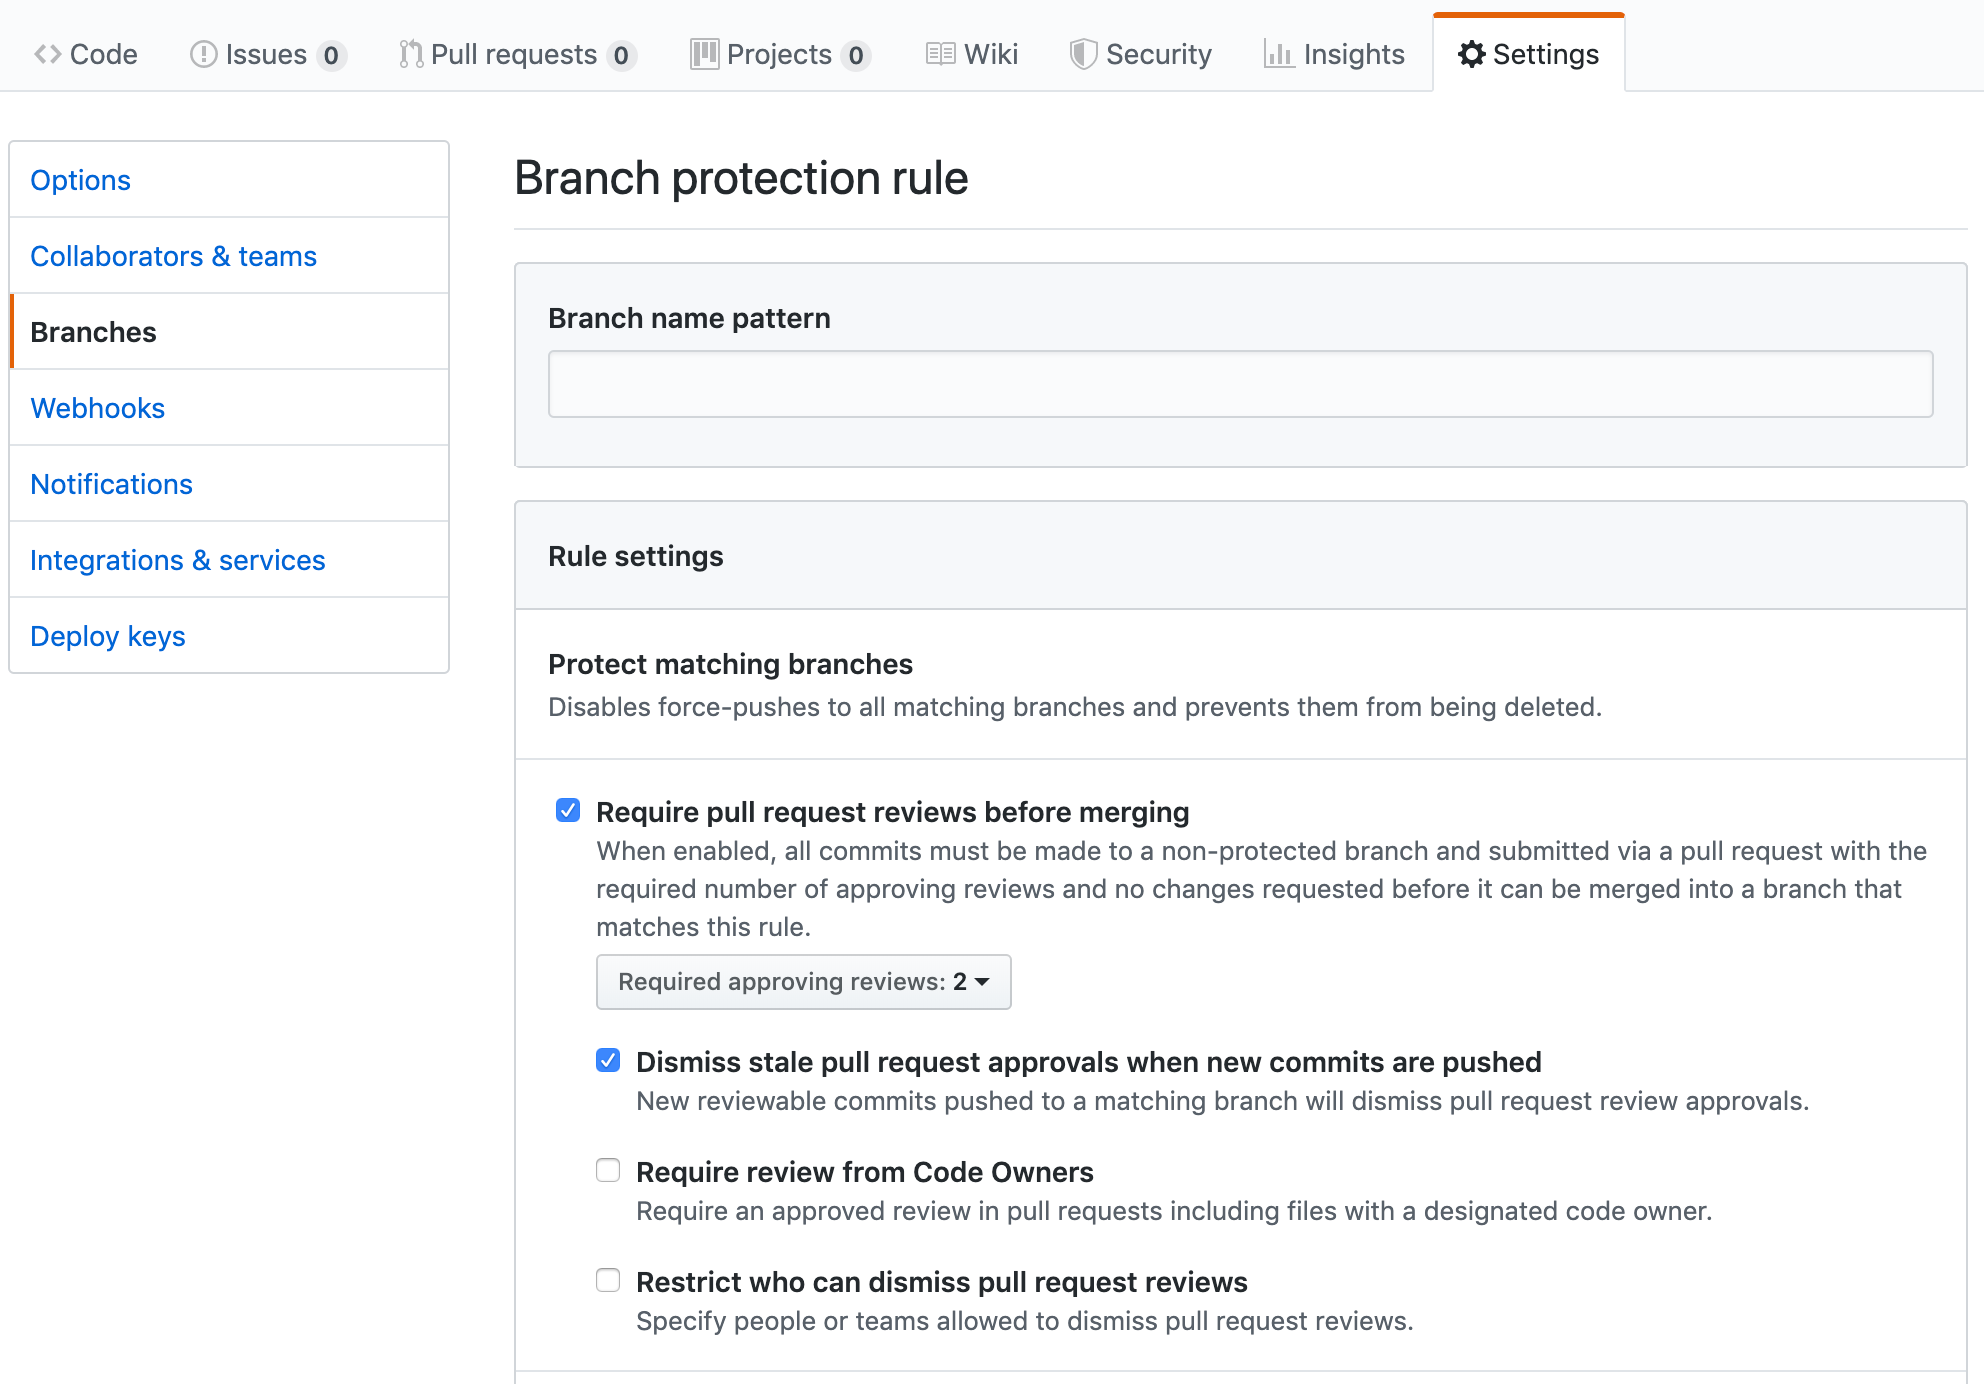 Code Issues 0 Pull requests 0 Projects 0 Wiki Security Insights Settings
Options
Collaborators & teams
Branches
Webhooks
Notifications
Integrations & services
Deploy keys
Branch protection rule
Branch name pattern
Rule settings
Protect matching branches
Disables force-pushes to all matching branches and prevents them from being deleted.
Require pull request reviews before merging
When enabled, all commits must be made to a non-protected branch and submitted via a pull request with the
required number of approving reviews and no changes requested before it can be merged into a branch that
matches this rule.
Required approving reviews: 2
Dismiss stale pull request approvals when new commits are pushed
New reviewable commits pushed to a matching branch will dismiss pull request review approvals.
Require review from Code Owners
Require an approved review in pull requests including files with a designated code owner.
Restrict who can dismiss pull request reviews
Specify people or teams allowed to dismiss pull request reviews.